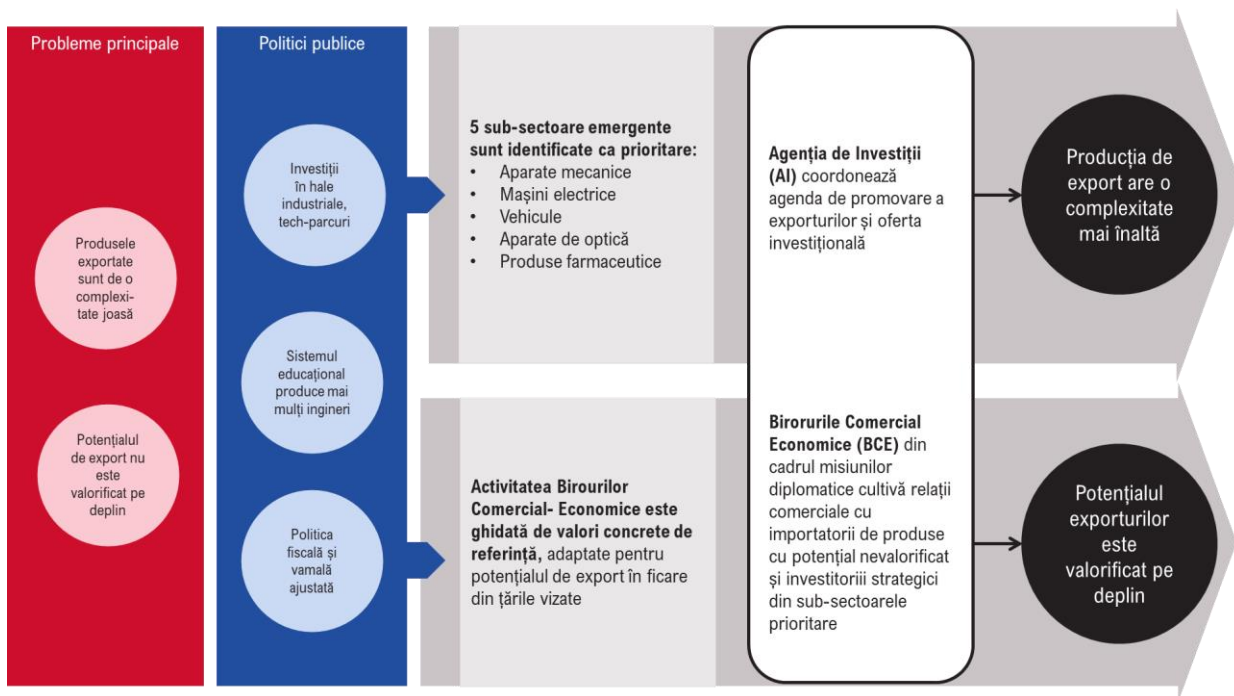 Probleme principale
Produsele
exportate
sunt de o
complexi-
tate joasă
Potențialul
de export nu
este
valorificat pe
deplin
Politici publice
Investiții
în hale
industriale,
tech-parcuri
Sistemul
educațional
produce mai
mulți ingineri
Politica
fiscală și
vamală
ajustată
5 sub-sectoare emergente
sunt identificate ca prioritare:
• Aparate mecanice
• Mașini electrice
• Vehicule
• Aparate de optică
• Produse farmaceutice
Activitatea Birourilor
Comercial- Economice este
ghidată de valori concrete de
referință, adaptate pentru
potențialul de export în ficare
din țările vizate
Agenția de Investiții
(AI) coordonează
agenda de promovare a
exporturilor și oferta
investițională
Birorurile Comercial
Economice (BCE) din
cadrul misiunilor
diplomatice cultivă relații
comerciale cu
importatorii de produse
cu potențial nevalorificat
și investitoriii strategici
din sub-sectoarele
prioritare
Producția de
export are o
complexitate
mai înaltă
Potențialul
exporturilor
este
valorificat pe
deplin